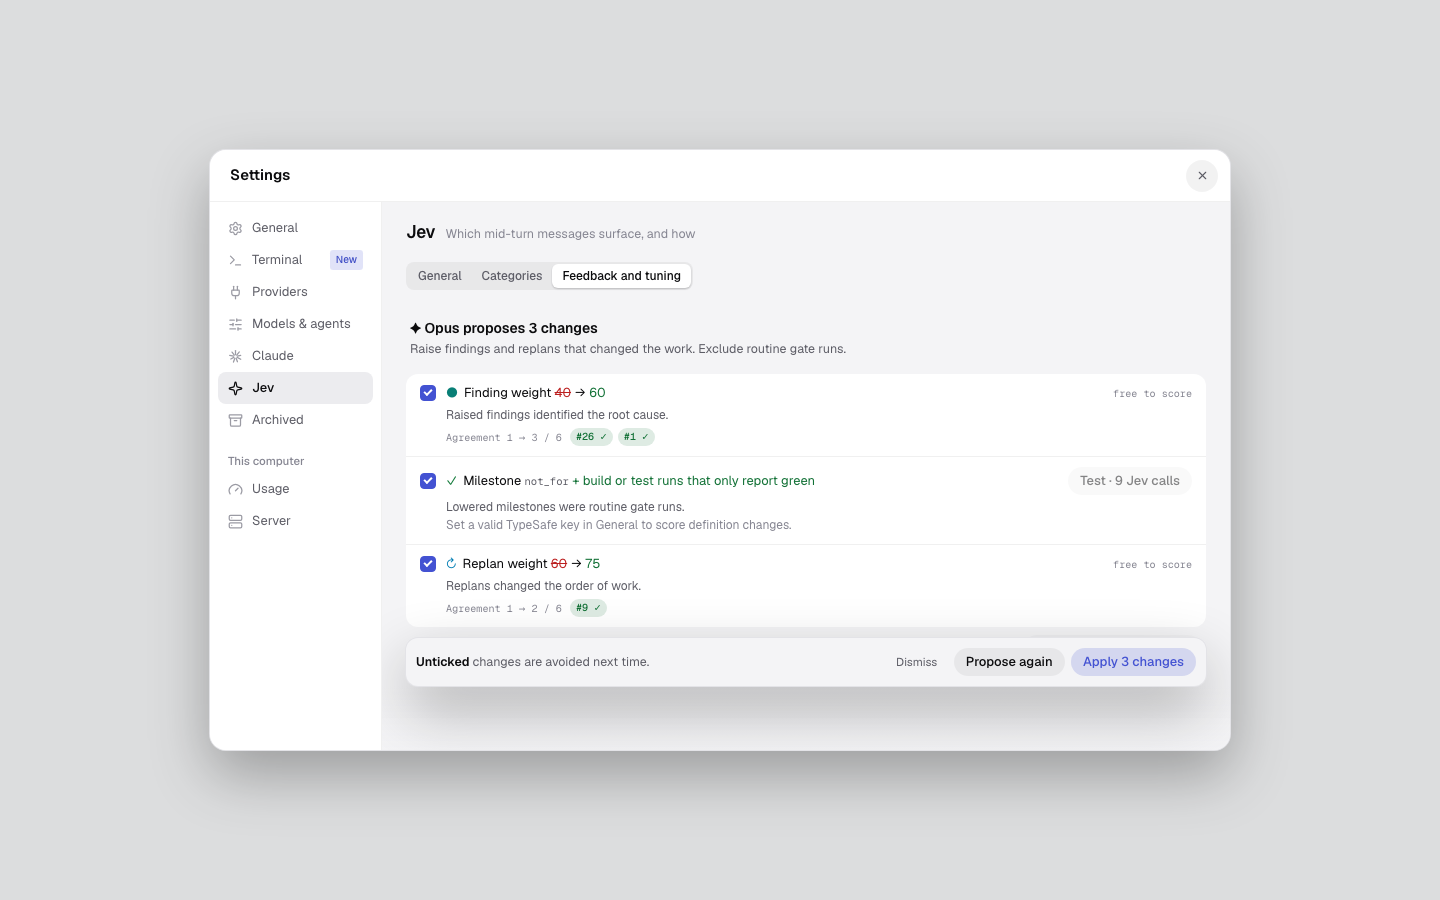 Settings
General
Terminal New
Providers
Models & agents
Claude
Jev
Archived
This computer
Usage
Server
Jev Which mid-turn messages surface, and how
General Categories Feedback and tuning
Opus proposes 3 changes
Raise findings and replans that changed the work. Exclude routine gate runs.
Finding weight 40 → 60 free to score
Raised findings identified the root cause.
Agreement 1 → 3 / 6 #26 ✓ #1 ✓
Milestone not_for + build or test runs that only report green Test · 9 Jev calls
Lowered milestones were routine gate runs.
Set a valid TypeSafe key in General to score definition changes.
Replan weight 60 → 75 free to score
Replans changed the order of work.
Agreement 1 → 2 / 6 #9 ✓
Unticked changes are avoided next time. Dismiss Propose again Apply 3 changes